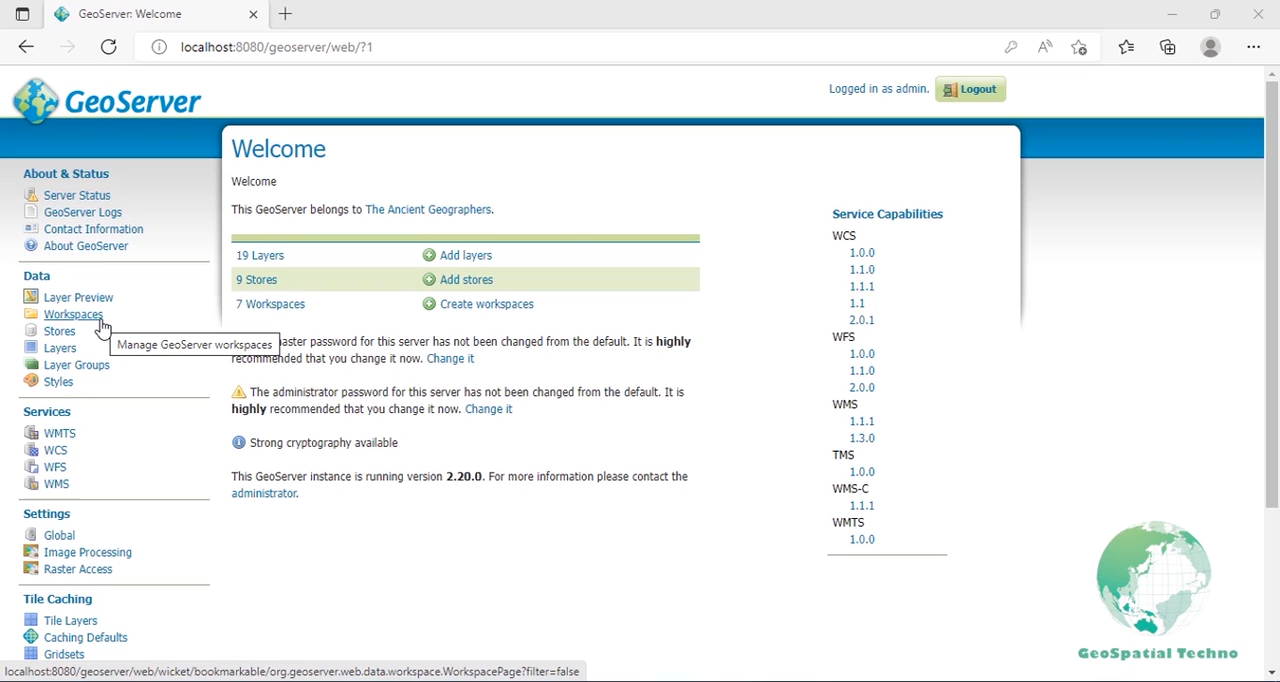 GeoServer: Welcome
localhost:8080/geoserver/web/?1
GeoServer
Logged in as admin.
Logout
About & Status
Server Status
GeoServer Logs
Contact Information
About GeoServer
Data
Layer Preview
Workspaces
Stores
Layers
Layer Groups
Styles
Services
WMTS
WCS
WFS
WMS
Settings
Global
Image Processing
Raster Access
Tile Caching
Tile Layers
Caching Defaults
Gridsets
Manage GeoServer workspaces
Welcome
Welcome
This GeoServer belongs to The Ancient Geographers.
19 Layers Add layers
9 Stores Add stores
7 Workspaces Create workspaces
master password for this server has not been changed from the default. It is highly
recommended that you change it now. Change it
The administrator password for this server has not been changed from the default. It is
highly recommended that you change it now. Change it
Strong cryptography available
This GeoServer instance is running version 2.20.0. For more information please contact the
administrator.
Service Capabilities
WCS
1.0.0
1.1.0
1.1.1
1.1
2.0.1
WFS
1.0.0
1.1.0
2.0.0
WMS
1.1.1
1.3.0
TMS
1.0.0
WMS-C
1.1.1
WMTS
1.0.0
GeoSpatial Techno
localhost:8080/geoserver/web/wicket/bookmarkable/org.geoserver.web.data.workspace.WorkspacePage?filter=false